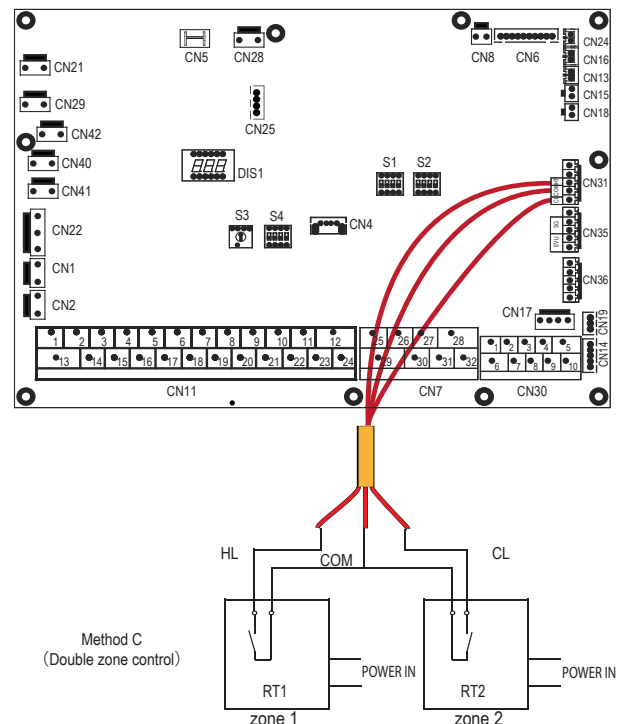 CN21
CN5
CN28
CN8
CN6
CN24
CN16
CN13
CN15
CN18
CN29
CN42
CN25
CN40
DIS1
CN41
S1
S2
CN31
CN22
S3
S4
CN4
SG
EVU
CN35
CN1
CN36
CN2
CN17
CN19
1 2 3 4 5 6 7 8 9 10 11 12
25 26 27 28
1 2 3 4 5
CN14
13 14 15 16 17 18 19 20 21 22 23 24
29 30 31 32
6 7 8 9 10
CN11
CN7
CN30
HL
COM
CL
Method C
(Double zone control)
RT1
POWER IN
RT2
POWER IN
zone 1
zone 2